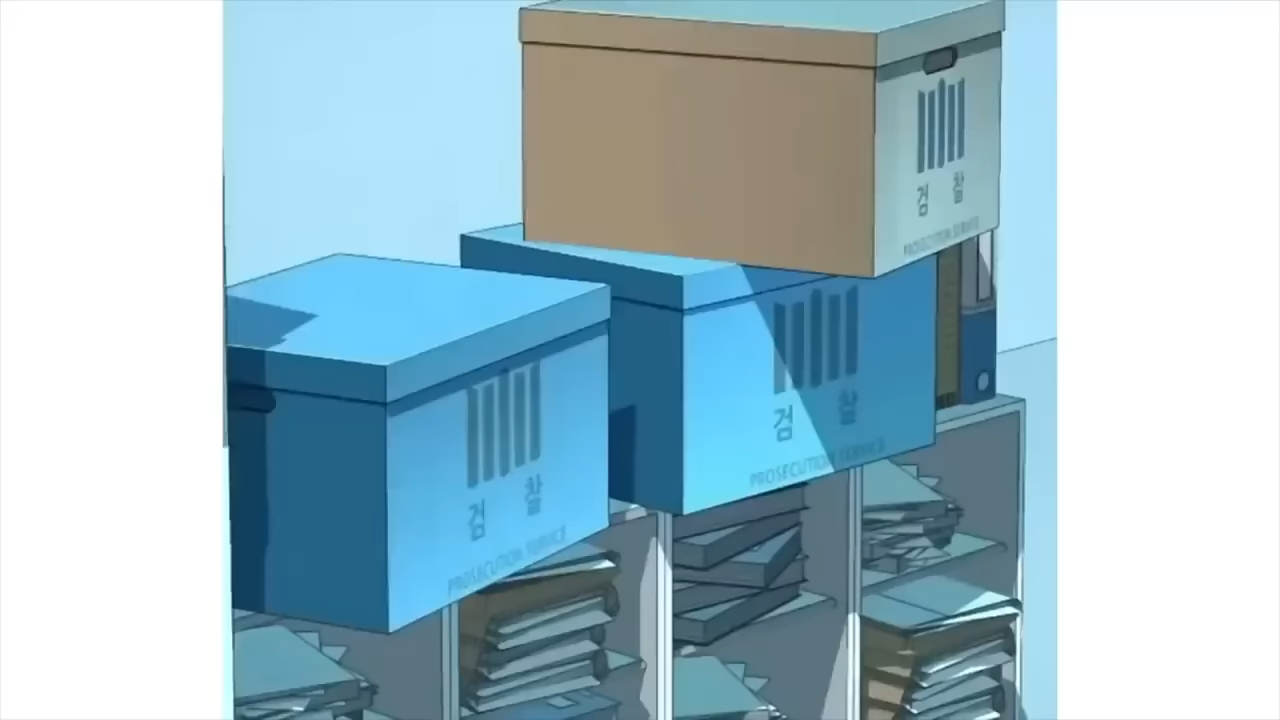 검 찰
PROSECUTION SERVICE
검 찰
PROSECUTION SERVICE
검 찰
PROSECUTION SERVICE